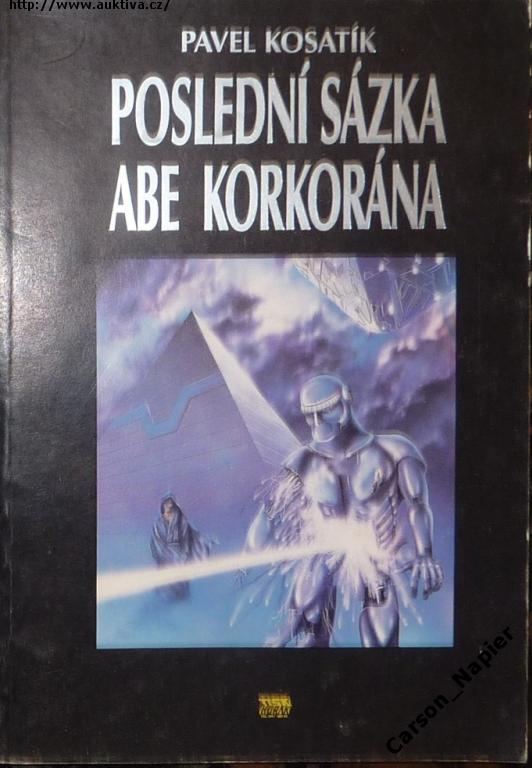 http://www.auktiva.cz/
PAVEL KOSATÍK
POSLEDNÍ SÁZKA
ABE KORKORÁNA
Carson_Napier